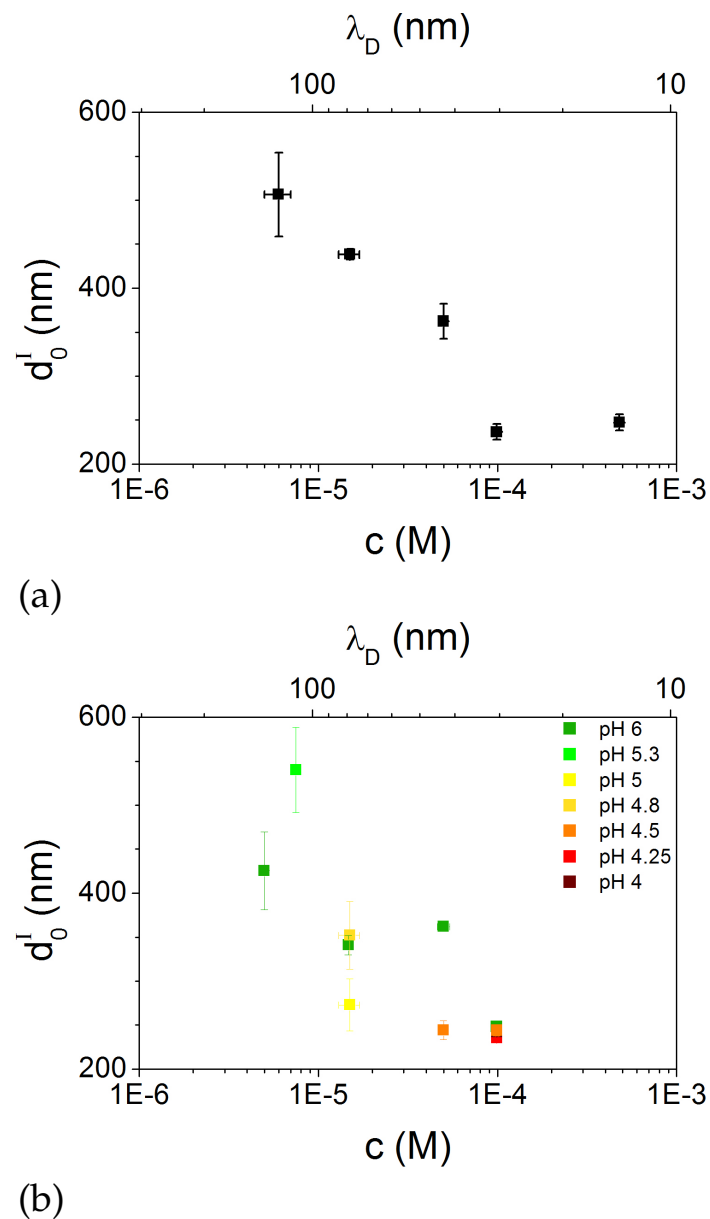 λD (nm)
100 10
600
400
200
d0I (nm)
1E-6 1E-5 1E-4 1E-3
c (M)
(a)
λD (nm)
100 10
600
400
200
d0I (nm)
pH 6
pH 5.3
pH 5
pH 4.8
pH 4.5
pH 4.25
pH 4
1E-6 1E-5 1E-4 1E-3
c (M)
(b)